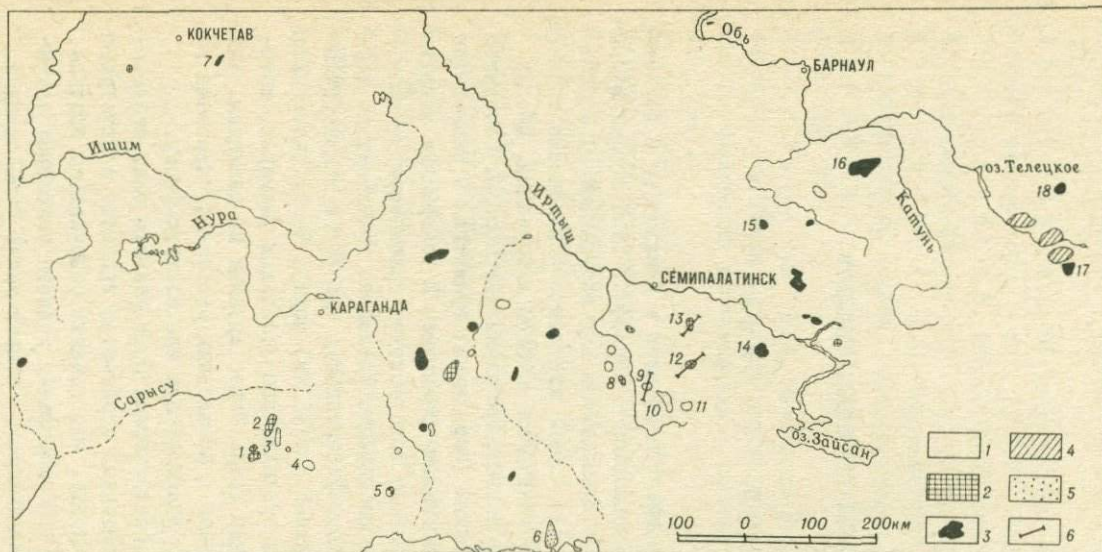 КОКЧЕТАВ
7
Обь
БАРНАУЛ
Ишим
Нура
Иртыш
16
Катунь
оз.Телецкое
18
15
17
КАРАГАНДА
СЕМИПАЛАТИНСК
13
12
14
8
9
10
11
Сарысу
2
3
1
4
5
6
оз.Зайсан
1
4
2
5
3
6
100
0
100
200км